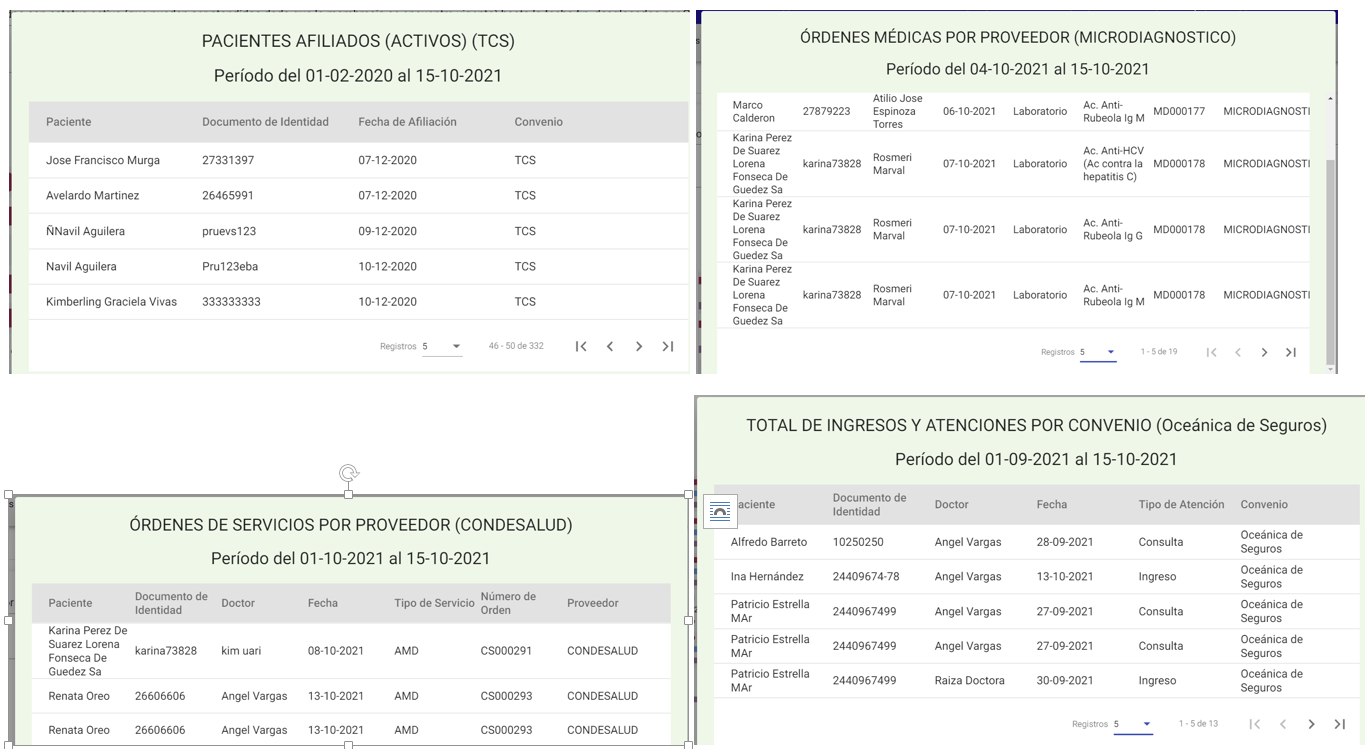 PACIENTES AFILIADOS (ACTIVOS) (TCS)
Período del 01-02-2020 al 15-10-2021
Paciente Documento de Identidad Fecha de Afiliación Convenio
Jose Francisco Murga 27331397 07-12-2020 TCS
Avelardo Martinez 26465991 07-12-2020 TCS
ÑNavil Aguilera pruevs123 09-12-2020 TCS
Navil Aguilera Pru123eba 10-12-2020 TCS
Kimberling Graciela Vivas 333333333 10-12-2020 TCS
Registros 5 46 - 50 de 332
ÓRDENES MÉDICAS POR PROVEEDOR (MICRODIAGNOSTICO)
Período del 04-10-2021 al 15-10-2021
Marco
Calderon
27879223
Atilio Jose
Espinoza
Torres
06-10-2021
Laboratorio
Ac. Anti-
Rubeola Ig M
MD000177
MICRODIAGNOSTI
Karina Perez
De Suarez
Lorena
Fonseca De
Guedez Sa
karina73828
Rosmeri
Marval
07-10-2021
Laboratorio
Ac. Anti-HCV
(Ac contra la
hepatitis C)
MD000178
MICRODIAGNOSTI
Karina Perez
De Suarez
Lorena
Fonseca De
Guedez Sa
karina73828
Rosmeri
Marval
07-10-2021
Laboratorio
Ac. Anti-
Rubeola Ig G
MD000178
MICRODIAGNOSTI
Karina Perez
De Suarez
Lorena
Fonseca De
Guedez Sa
karina73828
Rosmeri
Marval
07-10-2021
Laboratorio
Ac. Anti-
Rubeola Ig M
MD000178
MICRODIAGNOSTI
Registros 5 1 - 5 de 19
ÓRDENES DE SERVICIOS POR PROVEEDOR (CONDESALUD)
Período del 01-10-2021 al 15-10-2021
Paciente
Documento de
Identidad
Doctor
Fecha
Tipo de Servicio
Número de
Orden
Proveedor
Karina Perez De
Suarez Lorena
Fonseca De
Guedez Sa
karina73828
kim uari
08-10-2021
AMD
CS000291
CONDESALUD
Renata Oreo 26606606 Angel Vargas 13-10-2021 AMD CS000293 CONDESALUD
Renata Oreo 26606606 Angel Vargas 13-10-2021 AMD CS000293 CONDESALUD
TOTAL DE INGRESOS Y ATENCIONES POR CONVENIO (Oceánica de Seguros)
Período del 01-09-2021 al 15-10-2021
aciente
Documento de
Identidad
Doctor
Fecha
Tipo de Atención
Convenio
Alfredo Barreto
10250250
Angel Vargas
28-09-2021
Consulta
Oceánica de
Seguros
Ina Hernández
24409674-78
Angel Vargas
13-10-2021
Ingreso
Oceánica de
Seguros
Patricio Estrella
MAr
2440967499
Angel Vargas
27-09-2021
Consulta
Oceánica de
Seguros
Patricio Estrella
MAr
2440967499
Angel Vargas
27-09-2021
Consulta
Oceánica de
Seguros
Patricio Estrella
MAr
2440967499
Raiza Doctora
30-09-2021
Ingreso
Oceánica de
Seguros
Registros 5 1 - 5 de 13